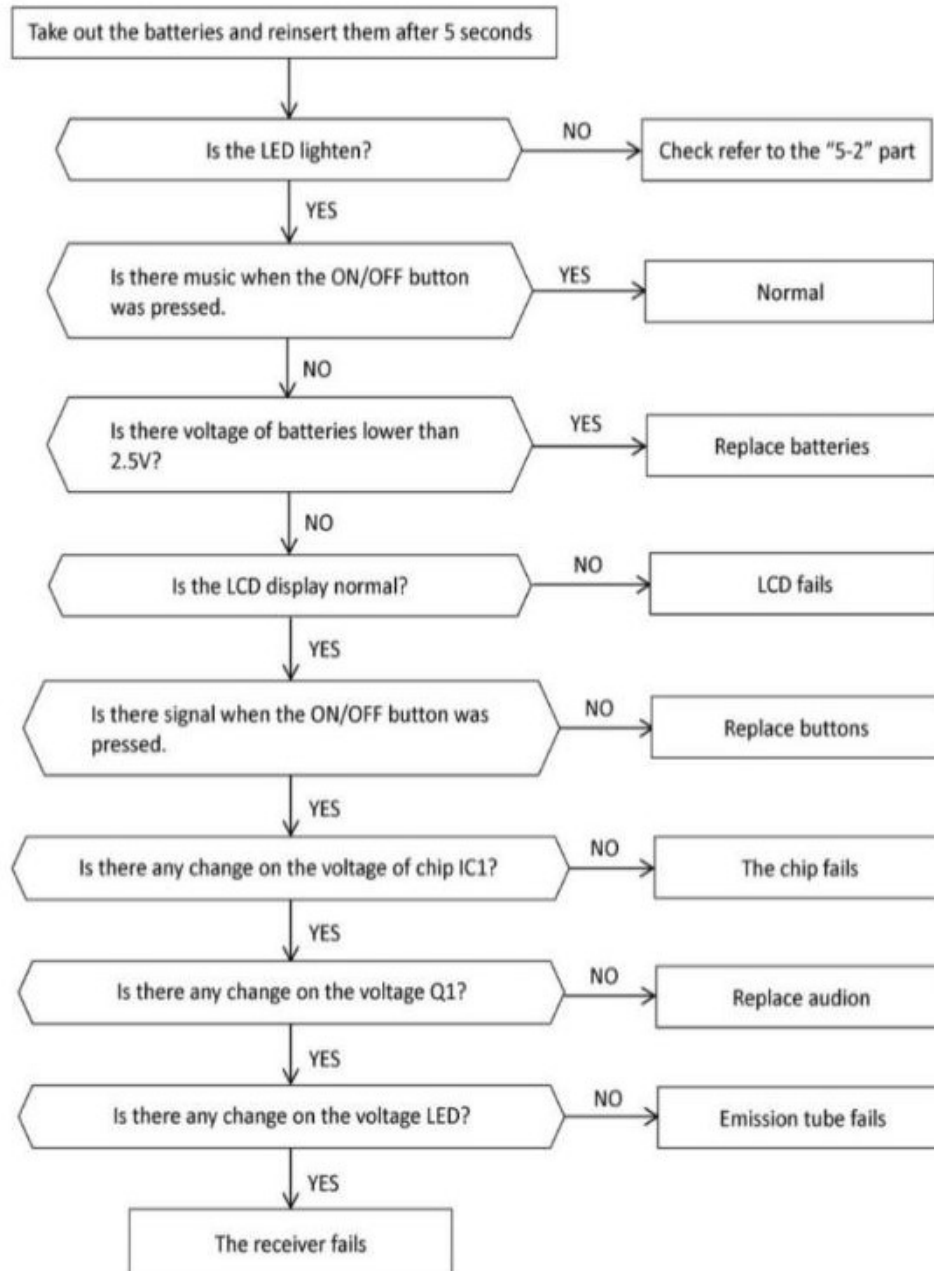 Take out the batteries and reinsert them after 5 seconds
Is the LED lighten?
NO
Check refer to the “5-2” part
YES
Is there music when the ON/OFF button
was pressed.
YES
Normal
NO
Is there voltage of batteries lower than
2.5V?
YES
Replace batteries
NO
Is the LCD display normal?
NO
LCD fails
YES
Is there signal when the ON/OFF button was
pressed.
NO
Replace buttons
YES
Is there any change on the voltage of chip IC1?
NO
The chip fails
YES
Is there any change on the voltage Q1?
NO
Replace audion
YES
Is there any change on the voltage LED?
NO
Emission tube fails
YES
The receiver fails